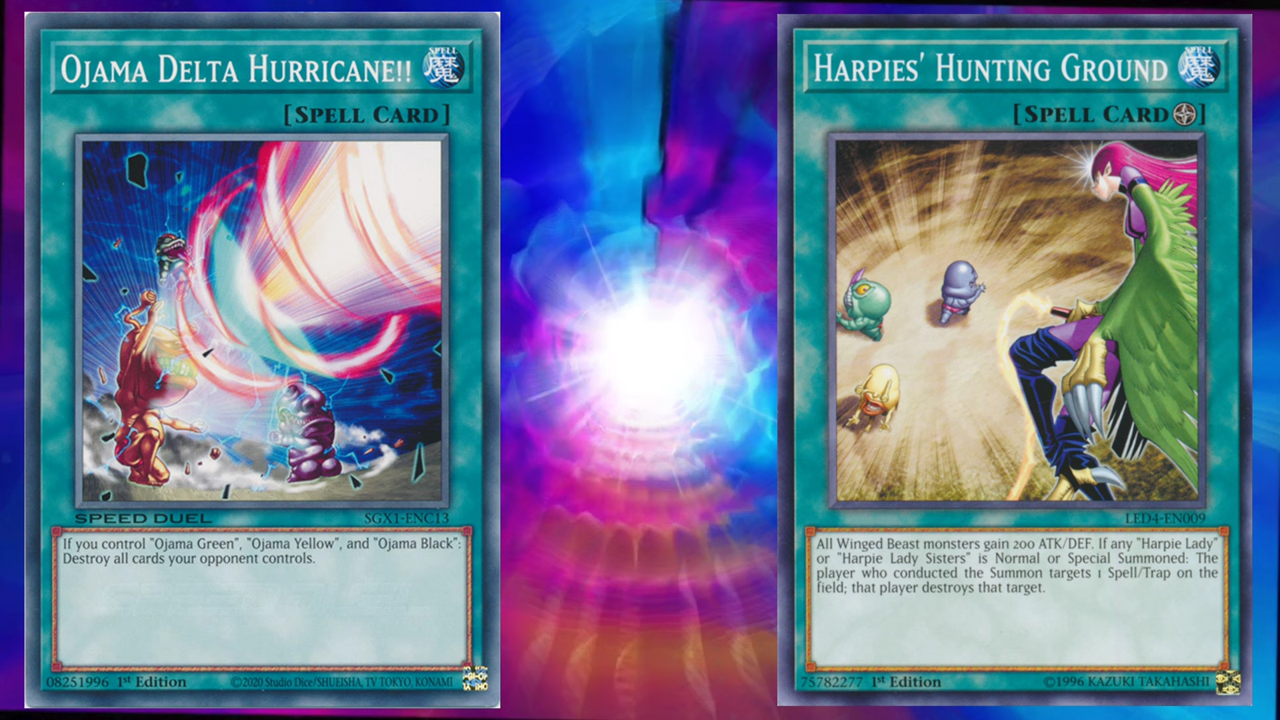 OJAMA DELTA HURRICANE!!
SPELL
魔
[SPELL CARD]
SPEED DUEL
SGX1-ENC13
If you control "Ojama Green", "Ojama Yellow", and "Ojama Black":
Destroy all cards your opponent controls.
08251996 1st Edition
©2020 Studio Dice/SHUEISHA, TV TOKYO, KONAMI
HARPIES' HUNTING GROUND
SPELL
魔
[SPELL CARD]
LED4-EN009
All Winged Beast monsters gain 200 ATK/DEF. If any "Harpie Lady"
or "Harpie Lady Sisters" is Normal or Special Summoned: The
player who conducted the Summon targets 1 Spell/Trap on the
field; that player destroys that target.
75782277 1st Edition
©1996 KAZUKI TAKAHASHI